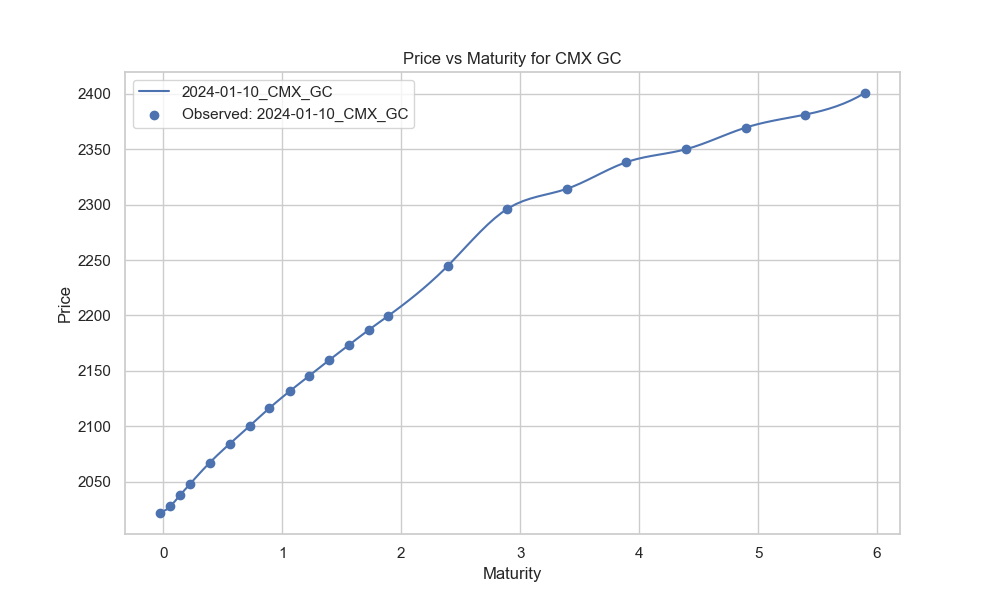 Price vs Maturity for CMX GC
2024-01-10_CMX_GC
Observed: 2024-01-10_CMX_GC
2400
2350
2300
2250
2200
2150
2100
2050
Price
0 1 2 3 4 5 6
Maturity